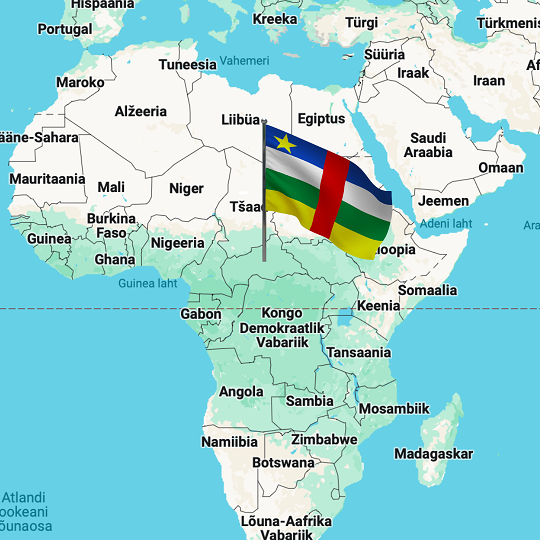 Hispaania
Portugal
Kreeka
Türgi
Türkmenis
Tuneesia
Vahemeri
Süüria
Iraak
Iraan
Af
Maroko
Alžeeria
Liibüa
Egiptus
ääne-Sahara
Saudi
Araabia
Omaan
Mauritaania
Mali
Niger
Tšaad
Jeemen
Adeni laht
Ara
Burkina
Faso
Guinea
Ghana
Nigeeria
oopia
Somaalia
Guinea laht
Gabon
Kongo
Demokraatlik
Vabariik
Keenia
Tansaania
Angola
Sambia
Mosambiik
Namiibia
Zimbabwe
Botswana
Madagaskar
Atlandi
ookeani
õunaosa
Lõuna-Aafrika
Vabariik